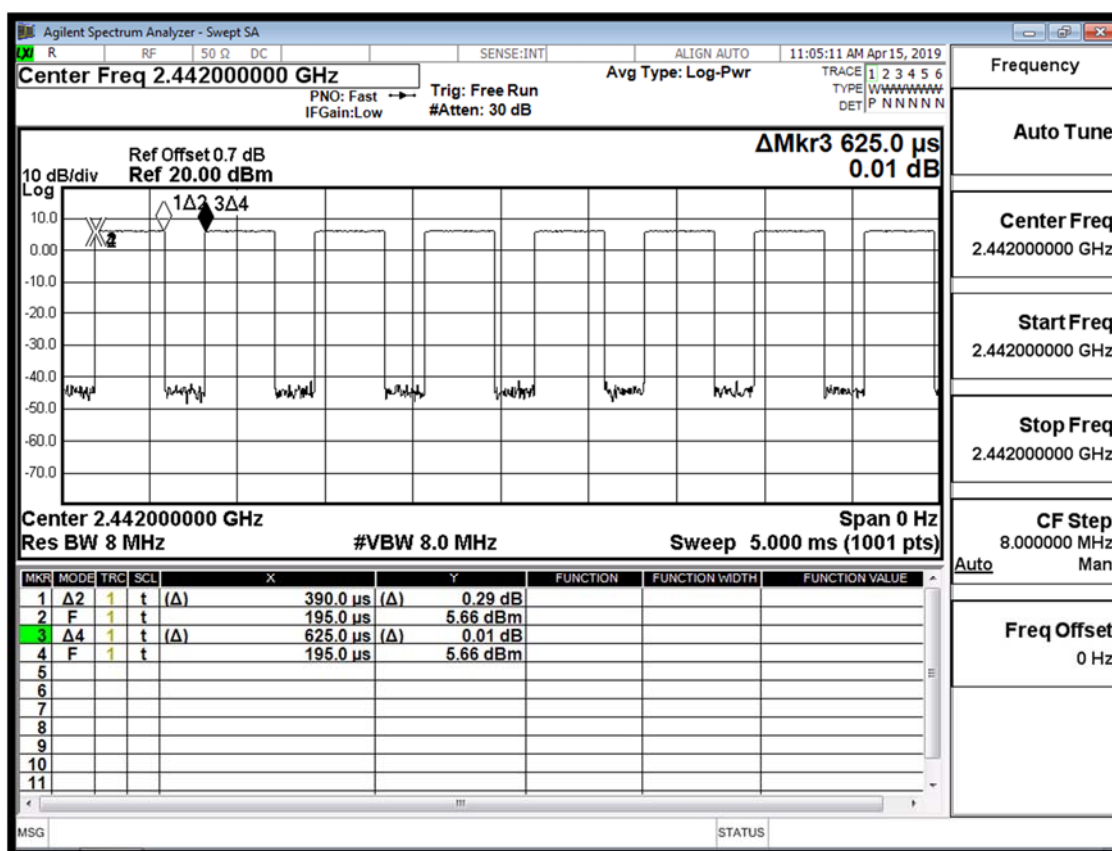 Agilent Spectrum Analyzer - Swept SA
LXI R RF 50 Ω DC SENSE:INT ALIGN AUTO 11:05:11 AM Apr 15, 2019
Center Freq 2.442000000 GHz
Avg Type: Log-Pwr
TRACE 1 2 3 4 5 6
PNO: Fast Trig: Free Run
TYPE WWWWWW
IFGain:Low #Atten: 30 dB
DET P N N N N N
ΔMkr3 625.0 µs
0.01 dB
Ref Offset 0.7 dB
10 dB/div Ref 20.00 dBm
Log
1Δ2 3Δ4
10.0
0.00
-10.0
-20.0
-30.0
-40.0
-50.0
-60.0
-70.0
Center 2.442000000 GHz Span 0 Hz
Res BW 8 MHz #VBW 8.0 MHz Sweep 5.000 ms (1001 pts)
MKR MODE TRC SCL X Y FUNCTION FUNCTION WIDTH FUNCTION VALUE
1 Δ2 1 t (Δ) 390.0 µs (Δ) 0.29 dB
2 F 1 t 195.0 µs 5.66 dBm
3 Δ4 1 t (Δ) 625.0 µs (Δ) 0.01 dB
4 F 1 t 195.0 µs 5.66 dBm
5
6
7
8
9
10
11
MSG STATUS
Frequency
Auto Tune
Center Freq
2.442000000 GHz
Start Freq
2.442000000 GHz
Stop Freq
2.442000000 GHz
CF Step
8.000000 MHz
Auto Man
Freq Offset
0 Hz